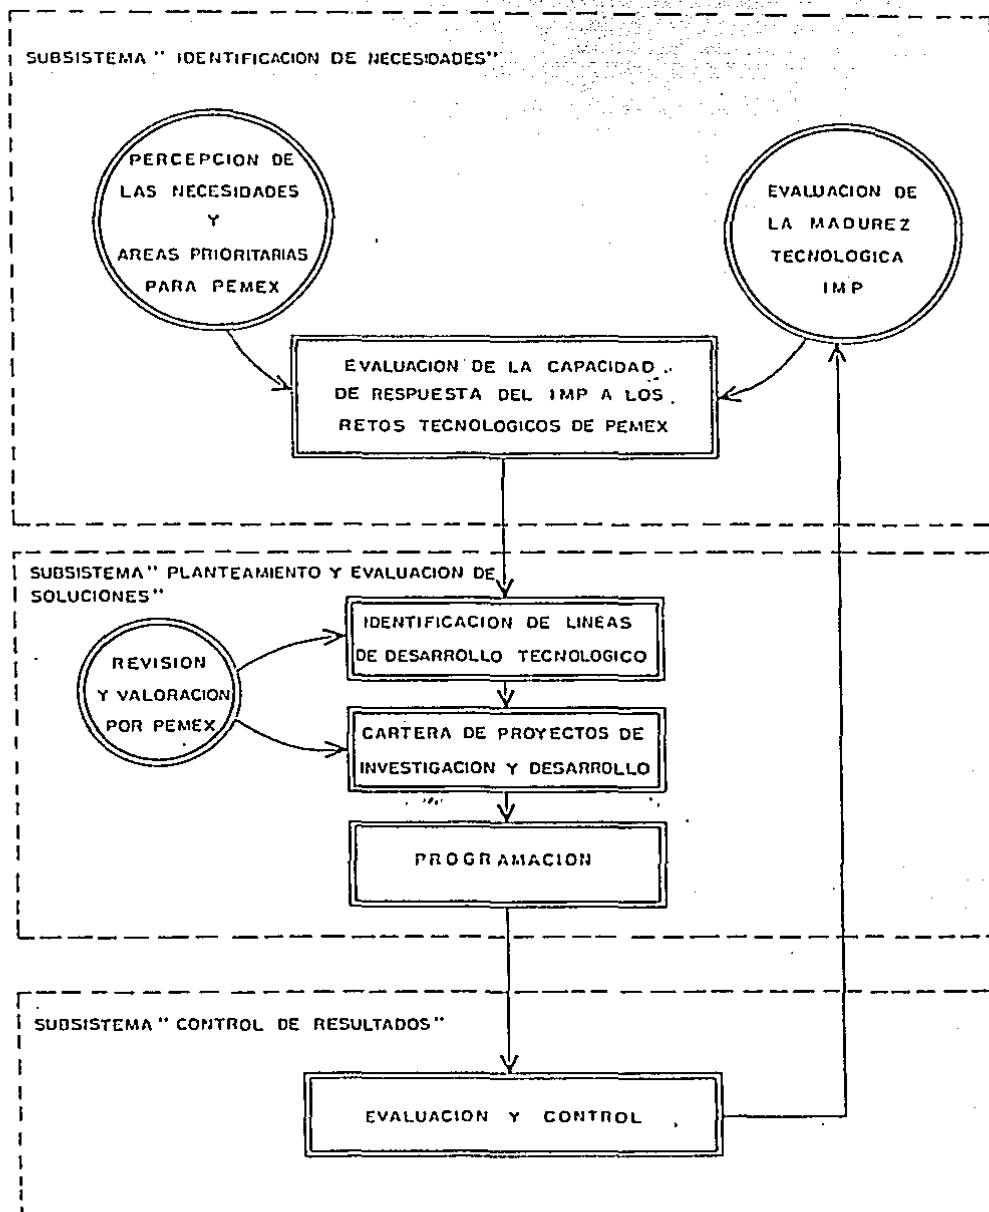 SUBSISTEMA " IDENTIFICACION DE NECESIDADES"
PERCEPCION DE
LAS NECESIDADES
Y
AREAS PRIORITARIAS
PARA PEMEX
EVALUACION DE
LA MADUREZ
TECNOLOGICA
IMP
EVALUACION DE LA CAPACIDAD
DE RESPUESTA DEL IMP A LOS
RETOS TECNOLOGICOS DE PEMEX
SUBSISTEMA " PLANTEAMIENTO Y EVALUACION DE
SOLUCIONES"
REVISION
Y VALORACION
POR PEMEX
IDENTIFICACION DE LINEAS
DE DESARROLLO TECNOLOGICO
CARTERA DE PROYECTOS DE
INVESTIGACION Y DESARROLLO
PROGRAMACION
SUBSISTEMA " CONTROL DE RESULTADOS"
EVALUACION Y CONTROL